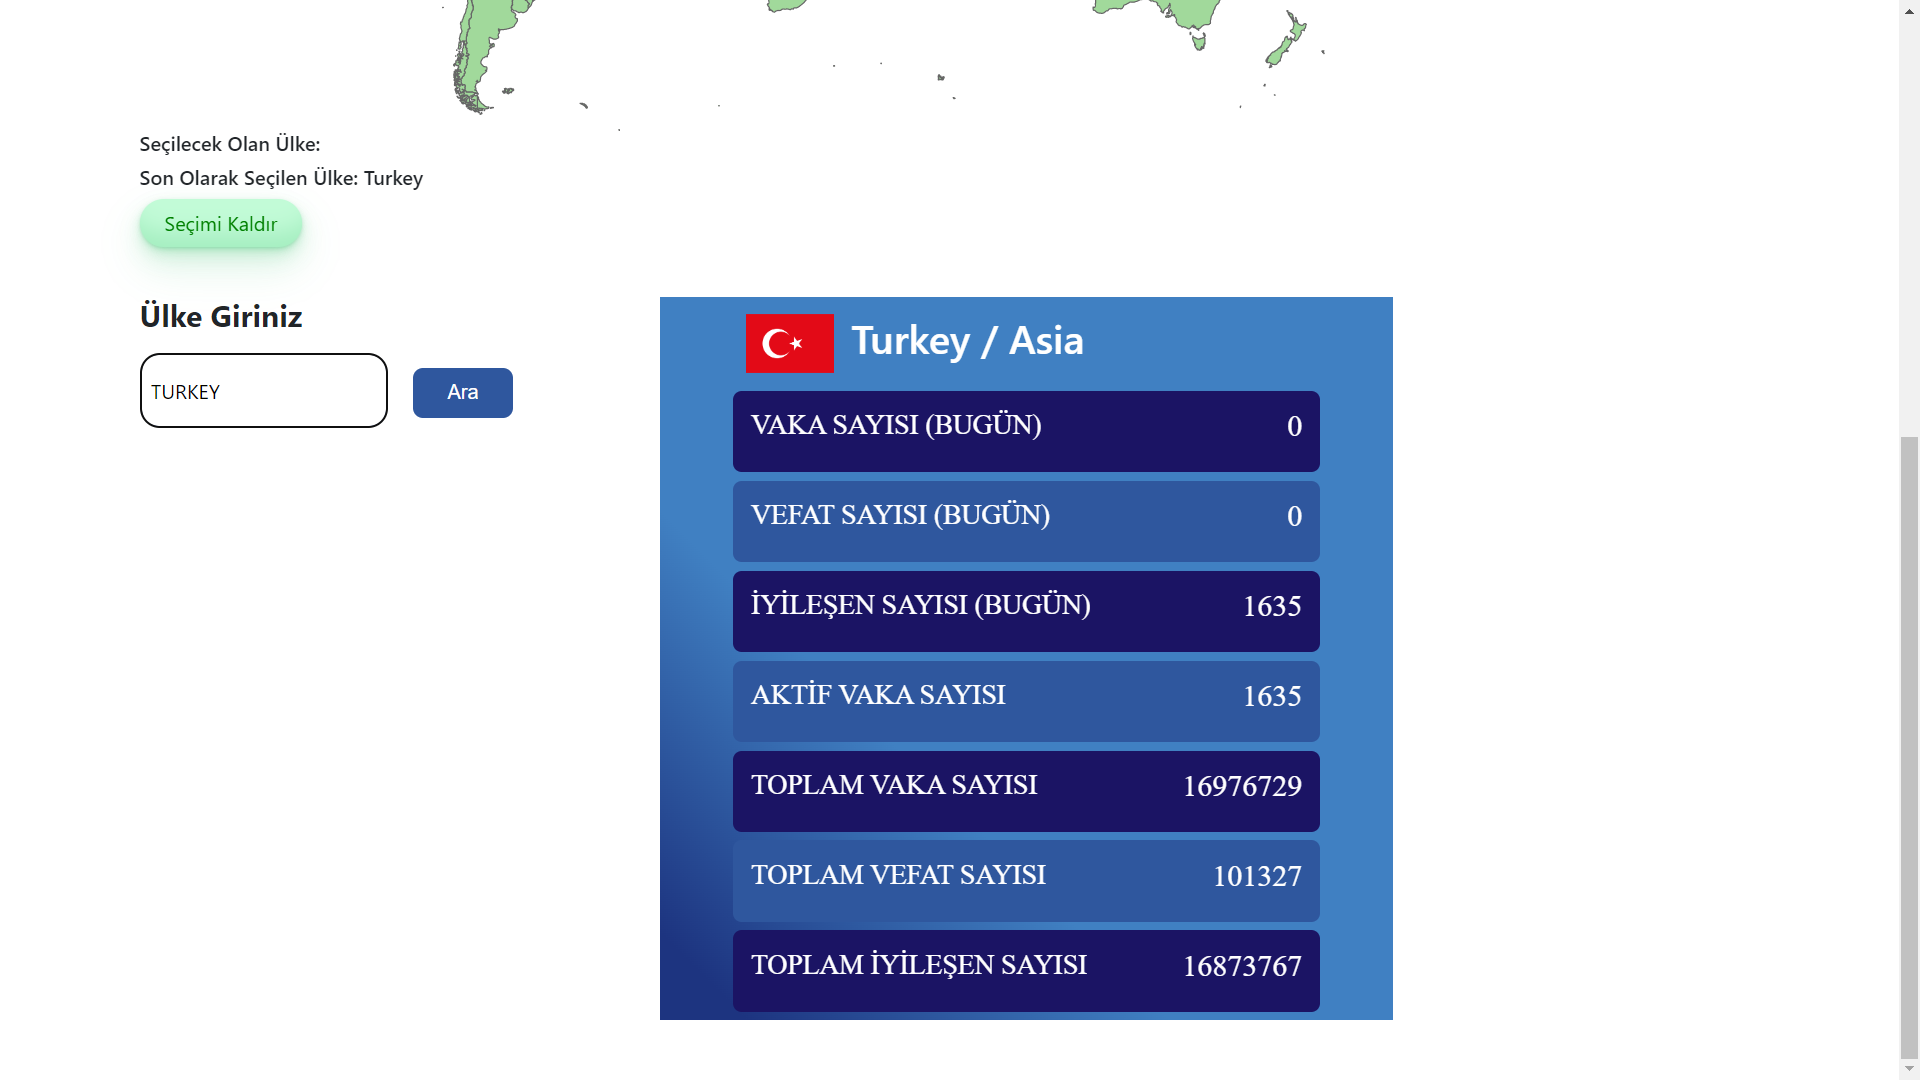 Seçilecek Olan Ülke:
Son Olarak Seçilen Ülke: Turkey
Seçimi Kaldır
Ülke Giriniz
TURKEY
Ara
Turkey / Asia
VAKA SAYISI (BUGÜN) 0
VEFAT SAYISI (BUGÜN) 0
İYİLEŞEN SAYISI (BUGÜN) 1635
AKTİF VAKA SAYISI 1635
TOPLAM VAKA SAYISI 16976729
TOPLAM VEFAT SAYISI 101327
TOPLAM İYİLEŞEN SAYISI 16873767